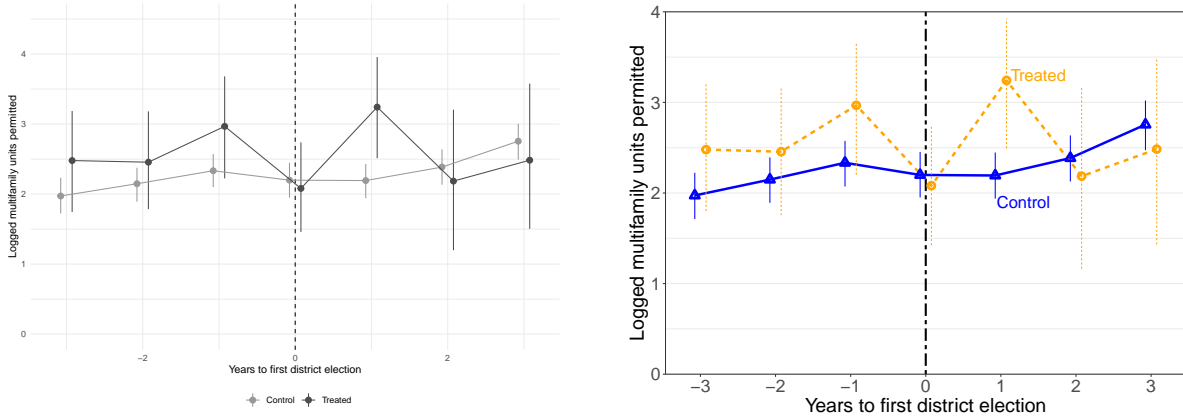 4
3
2
1
0
Logged multifamily units permitted
−2
0
2
Years to first district election
Control
Treated
4
3
2
1
0
Logged multifamily units permitted
Treated
Control
−3
−2
−1
0
1
2
3
Years to first district election